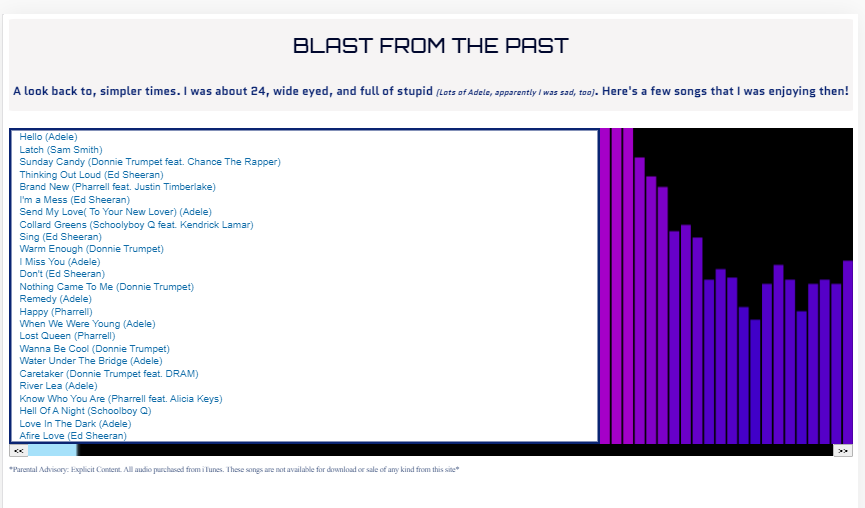 BLAST FROM THE PAST
A look back to, simpler times. I was about 24, wide eyed, and full of stupid (Lots of Adele, apparently I was sad, too). Here's a few songs that I was enjoying then!
Hello (Adele)
Latch (Sam Smith)
Sunday Candy (Donnie Trumpet feat. Chance The Rapper)
Thinking Out Loud (Ed Sheeran)
Brand New (Pharrell feat. Justin Timberlake)
I'm a Mess (Ed Sheeran)
Send My Love( To Your New Lover) (Adele)
Collard Greens (Schoolyboy Q feat. Kendrick Lamar)
Sing (Ed Sheeran)
Warm Enough (Donnie Trumpet)
I Miss You (Adele)
Don't (Ed Sheeran)
Nothing Came To Me (Donnie Trumpet)
Remedy (Adele)
Happy (Pharrell)
When We Were Young (Adele)
Lost Queen (Pharrell)
Wanna Be Cool (Donnie Trumpet)
Water Under The Bridge (Adele)
Caretaker (Donnie Trumpet feat. DRAM)
River Lea (Adele)
Know Who You Are (Pharrell feat. Alicia Keys)
Hell Of A Night (Schoolboy Q)
Love In The Dark (Adele)
Afire Love (Ed Sheeran)
<< >>
*Parental Advisory: Explicit Content. All audio purchased from iTunes. These songs are not available for download or sale of any kind from this site*